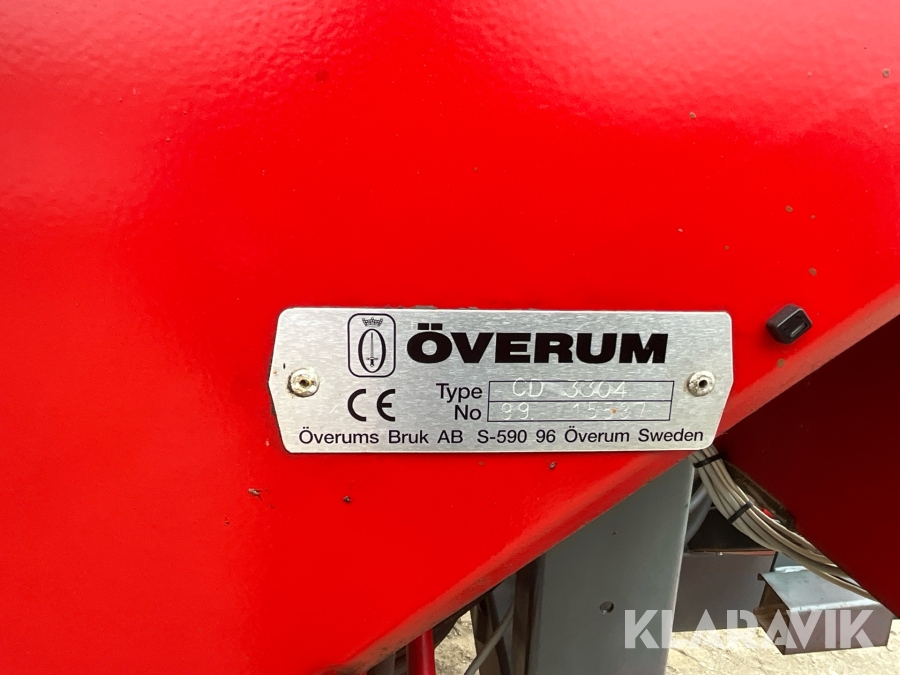 ÖVERUM
Type CD 3304
CE
No 99
Överums Bruk AB S-590 96 Överum Sweden
KLARAVIK